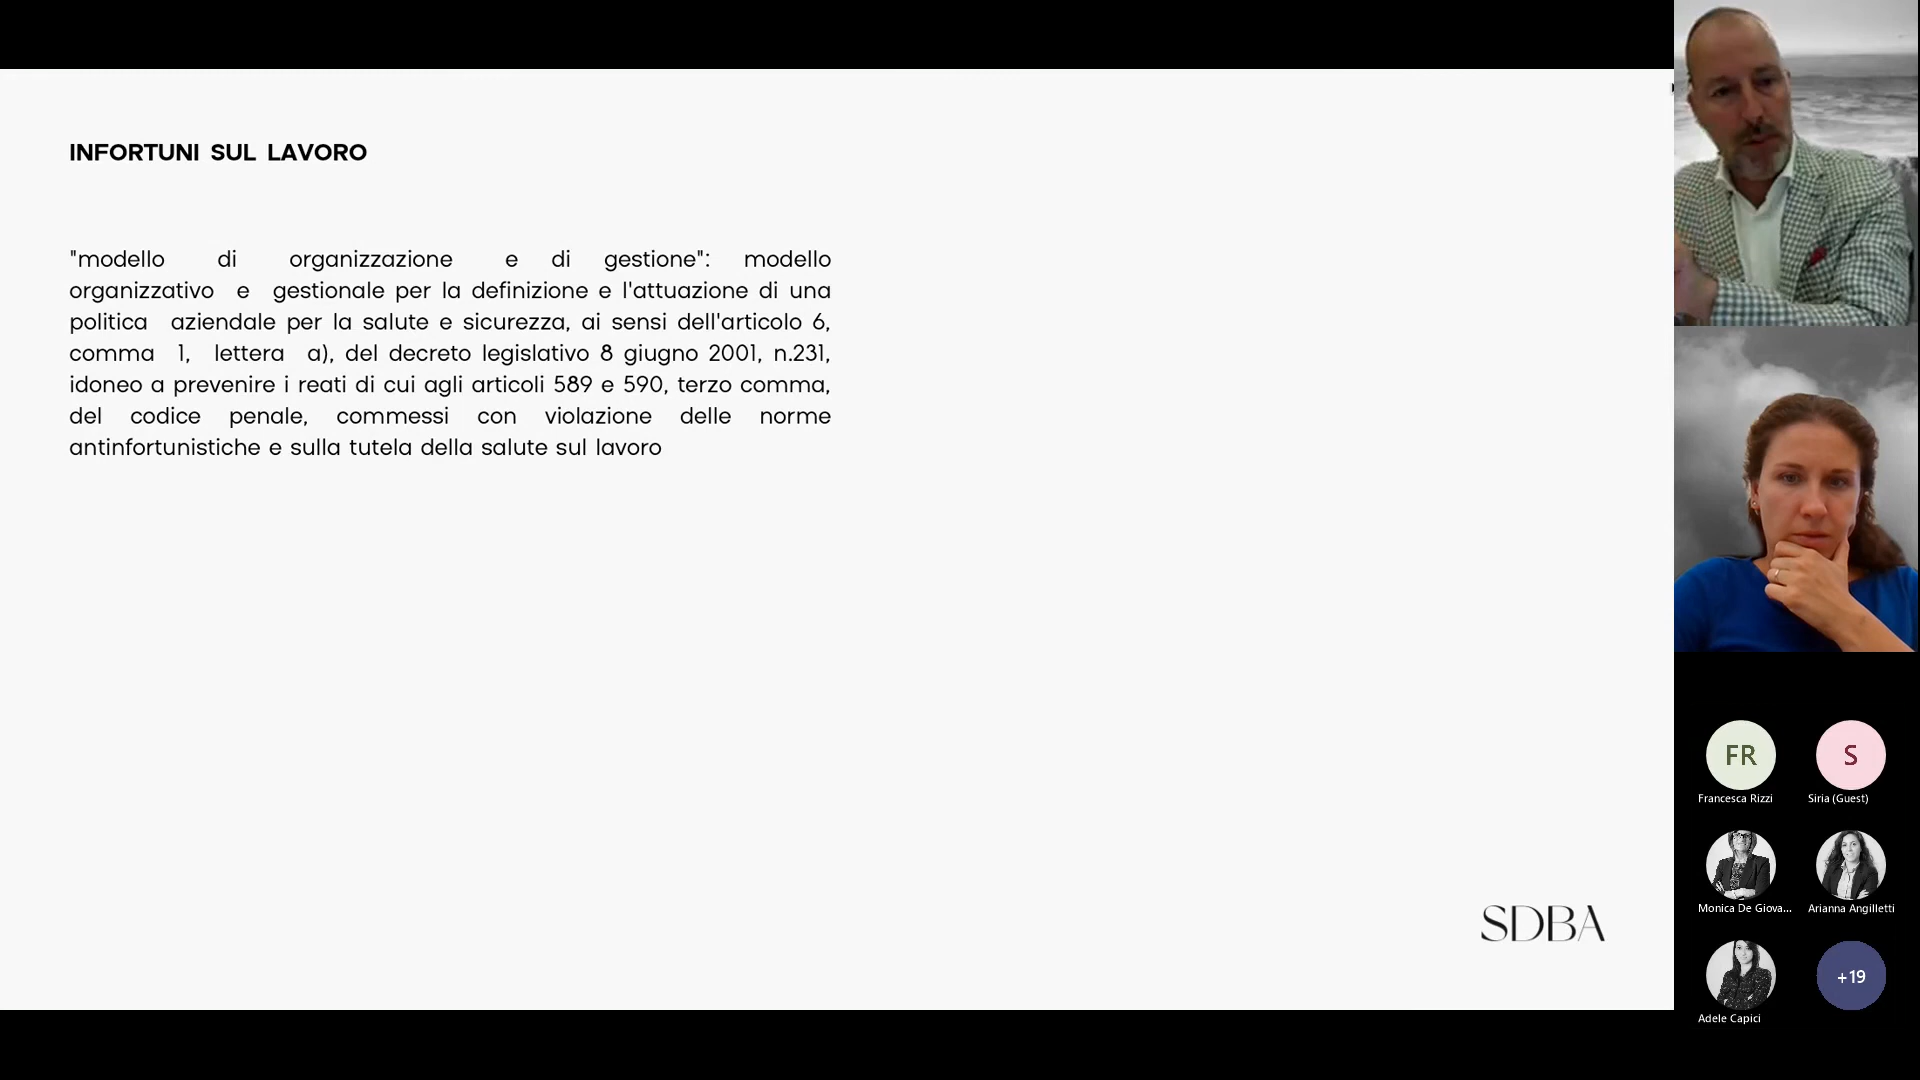 INFORTUNI SUL LAVORO
"modello di organizzazione e di gestione": modello
organizzativo e gestionale per la definizione e l'attuazione di una
politica aziendale per la salute e sicurezza, ai sensi dell'articolo 6,
comma 1, lettera a), del decreto legislativo 8 giugno 2001, n.231,
idoneo a prevenire i reati di cui agli articoli 589 e 590, terzo comma,
del codice penale, commessi con violazione delle norme
antinfortunistiche e sulla tutela della salute sul lavoro
SDBA
FR
S
Francesca Rizzi
Siria (Guest)
Monica De Giova...
Arianna Angilletti
+19
Adele Capici